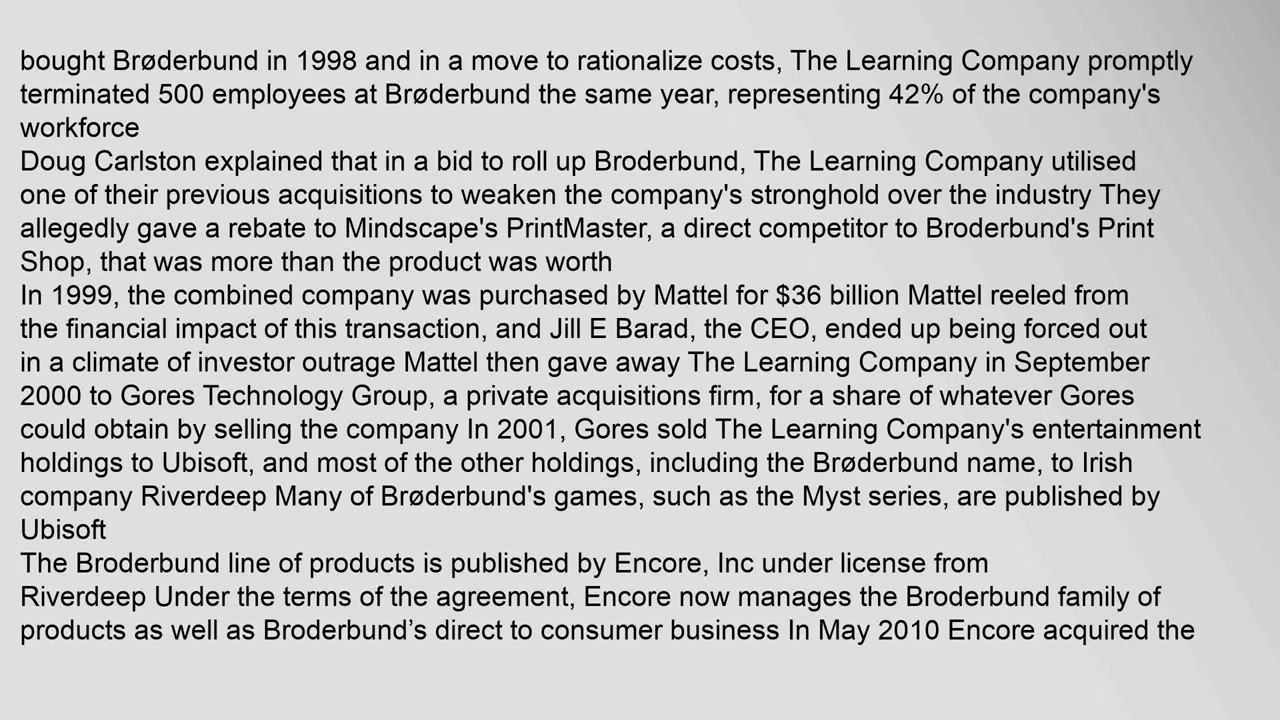 bought Brøderbund in 1998 and in a move to rationalize costs, The Learning Company promptly
terminated 500 employees at Brøderbund the same year, representing 42% of the company's
workforce
Doug Carlston explained that in a bid to roll up Broderbund, The Learning Company utilised
one of their previous acquisitions to weaken the company's stronghold over the industry They
allegedly gave a rebate to Mindscape's PrintMaster, a direct competitor to Broderbund's Print
Shop, that was more than the product was worth
In 1999, the combined company was purchased by Mattel for $36 billion Mattel reeled from
the financial impact of this transaction, and Jill E Barad, the CEO, ended up being forced out
in a climate of investor outrage Mattel then gave away The Learning Company in September
2000 to Gores Technology Group, a private acquisitions firm, for a share of whatever Gores
could obtain by selling the company In 2001, Gores sold The Learning Company's entertainment
holdings to Ubisoft, and most of the other holdings, including the Brøderbund name, to Irish
company Riverdeep Many of Brøderbund's games, such as the Myst series, are published by
Ubisoft
The Broderbund line of products is published by Encore, Inc under license from
Riverdeep Under the terms of the agreement, Encore now manages the Broderbund family of
products as well as Broderbund’s direct to consumer business In May 2010 Encore acquired the